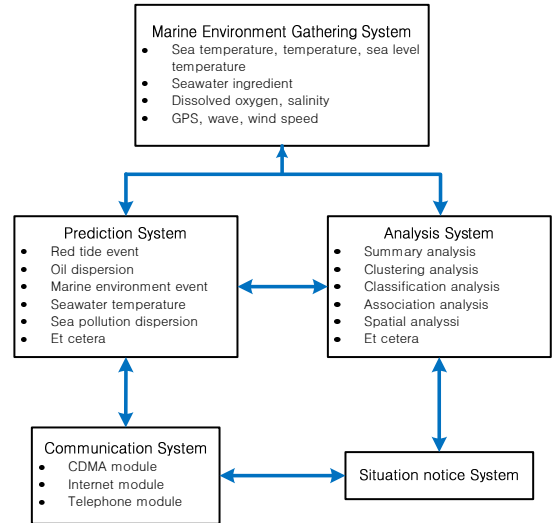 Marine Environment Gathering System
● Sea temperature, temperature, sea level
temperature
● Seawater ingredient
● Dissolved oxygen, salinity
● GPS, wave, wind speed
Prediction System
● Red tide event
● Oil dispersion
● Marine environment event
● Seawater temperature
● Sea pollution dispersion
● Et cetera
Analysis System
● Summary analysis
● Clustering analysis
● Classification analysis
● Association analysis
● Spatial analyssi
● Et cetera
Communication System
● CDMA module
● Internet module
● Telephone module
Situation notice System